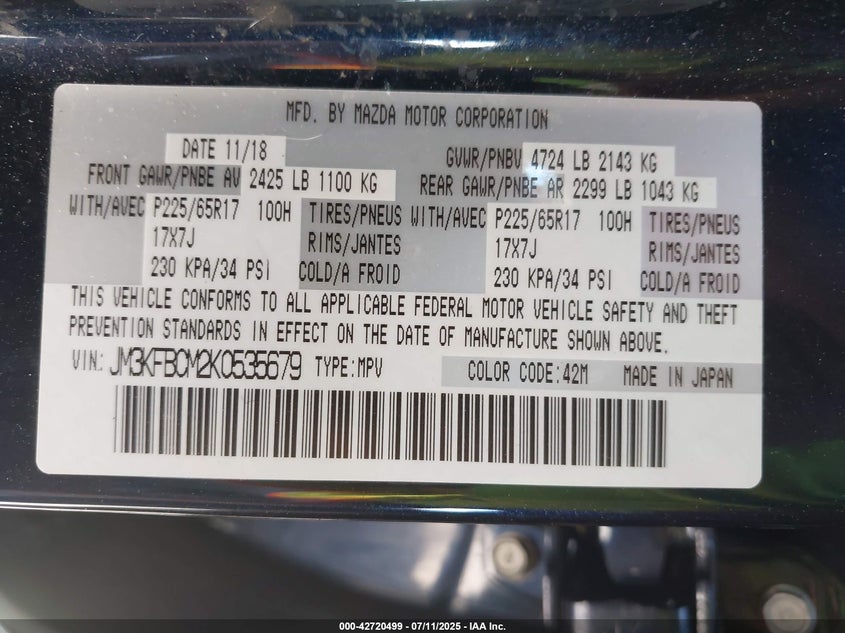 MFD. BY MAZDA MOTOR CORPORATION
DATE 11/18 GVWR/PNBV 4724 LB 2143 KG
FRONT GAWR/PNBE AV 2425 LB 1100 KG REAR GAWR/PNBE AR 2299 LB 1043 KG
WITH/AVEC P225/65R17 100H TIRES/PNEUS WITH/AVEC P225/65R17 100H TIRES/PNEUS
17X7J RIMS/JANTES 17X7J RIMS/JANTES
230 KPA/34 PSI COLD/A FROID 230 KPA/34 PSI COLD/A FROID
THIS VEHICLE CONFORMS TO ALL APPLICABLE FEDERAL MOTOR VEHICLE SAFETY AND THEFT
PREVENTION STANDARDS IN EFFECT ON THE DATE OF MANUFACTURE SHOWN ABOVE.
VIN: JM3KFBCM2K0535679 TYPE:MPV COLOR CODE:42M MADE IN JAPAN
000-42720499 - 07/11/2025 - IAA Inc.